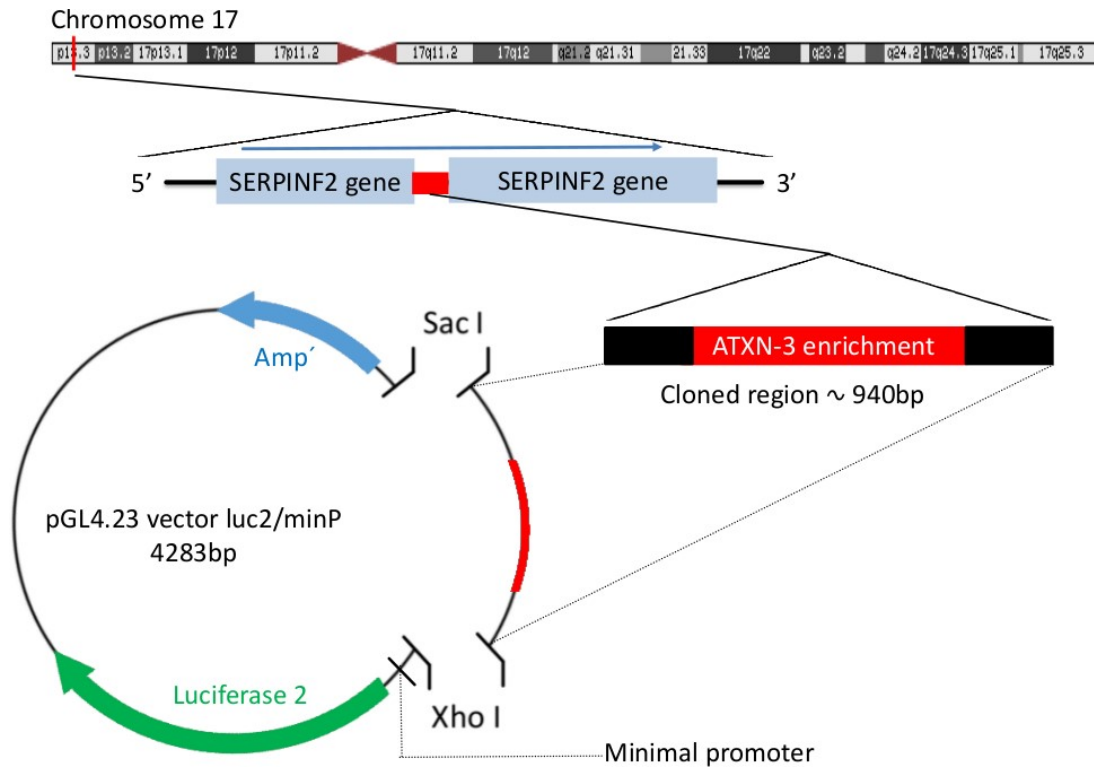 Chromosome 17
p13.3 p13.2 17p13.1 17p12 17p11.2 17q11.2 17q12 q21.2 q21.31 21.33 17q22 q23.2 q24.2 17q24.3 17q25.1 17q25.3
5’ SERPINF2 gene SERPINF2 gene 3’
Sac I
Amp´
ATXN-3 enrichment
Cloned region ~ 940bp
pGL4.23 vector luc2/minP
4283bp
Luciferase 2
Xho I
Minimal promoter